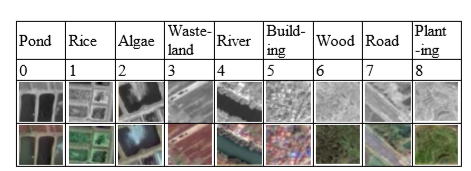 Pond Rice Algae Waste-land River Build-ing Wood Road Plant-ing
0 1 2 3 4 5 6 7 8